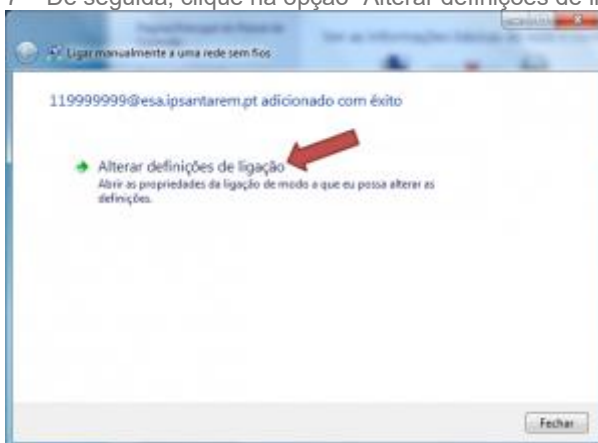 7 De seguida, clique na opção Alterar definições de li
Ligar manualmente a uma rede sem fios
119999999@esa.ipsantarem.pt adicionado com êxito
Alterar definições de ligação
Abrir as propriedades da ligação de modo a que eu possa alterar as
definições.
Fechar